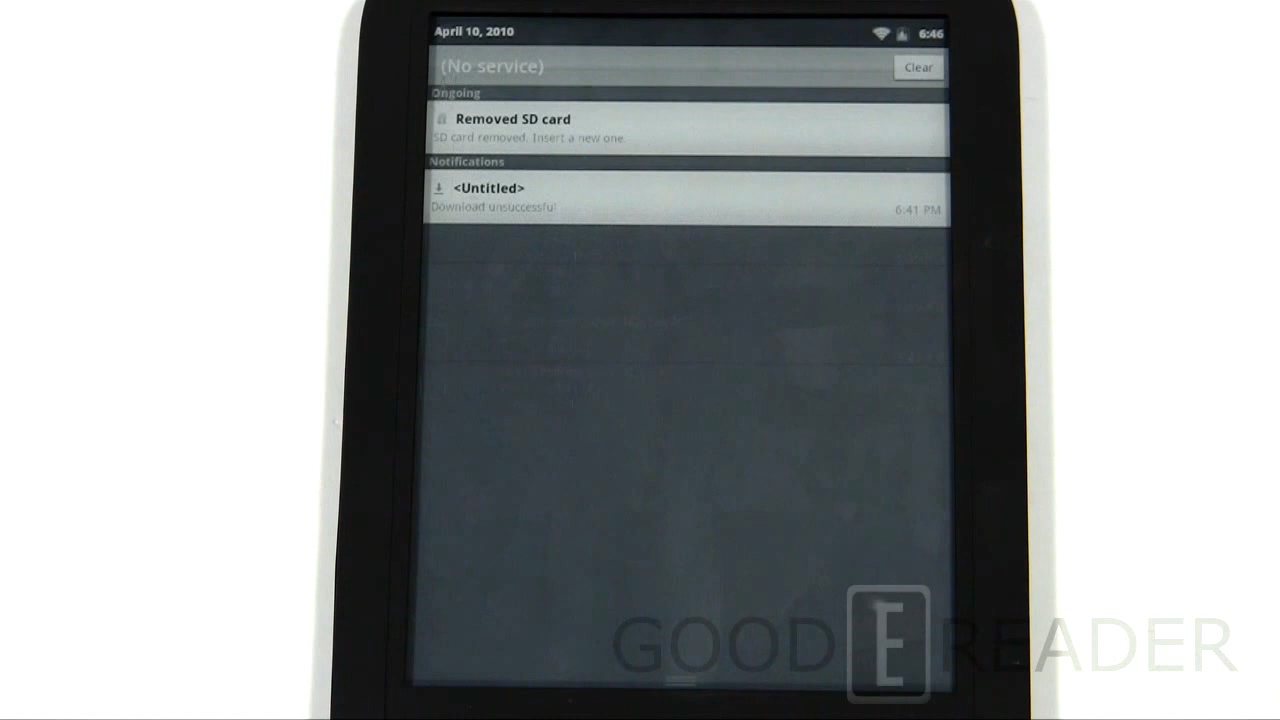 April 10, 2010 6:46
(No service) Clear
Ongoing
Removed SD card
SD card removed. Insert a new one.
Notifications
<Untitled>
Download unsuccessful
6:41 PM
GOOD E READER